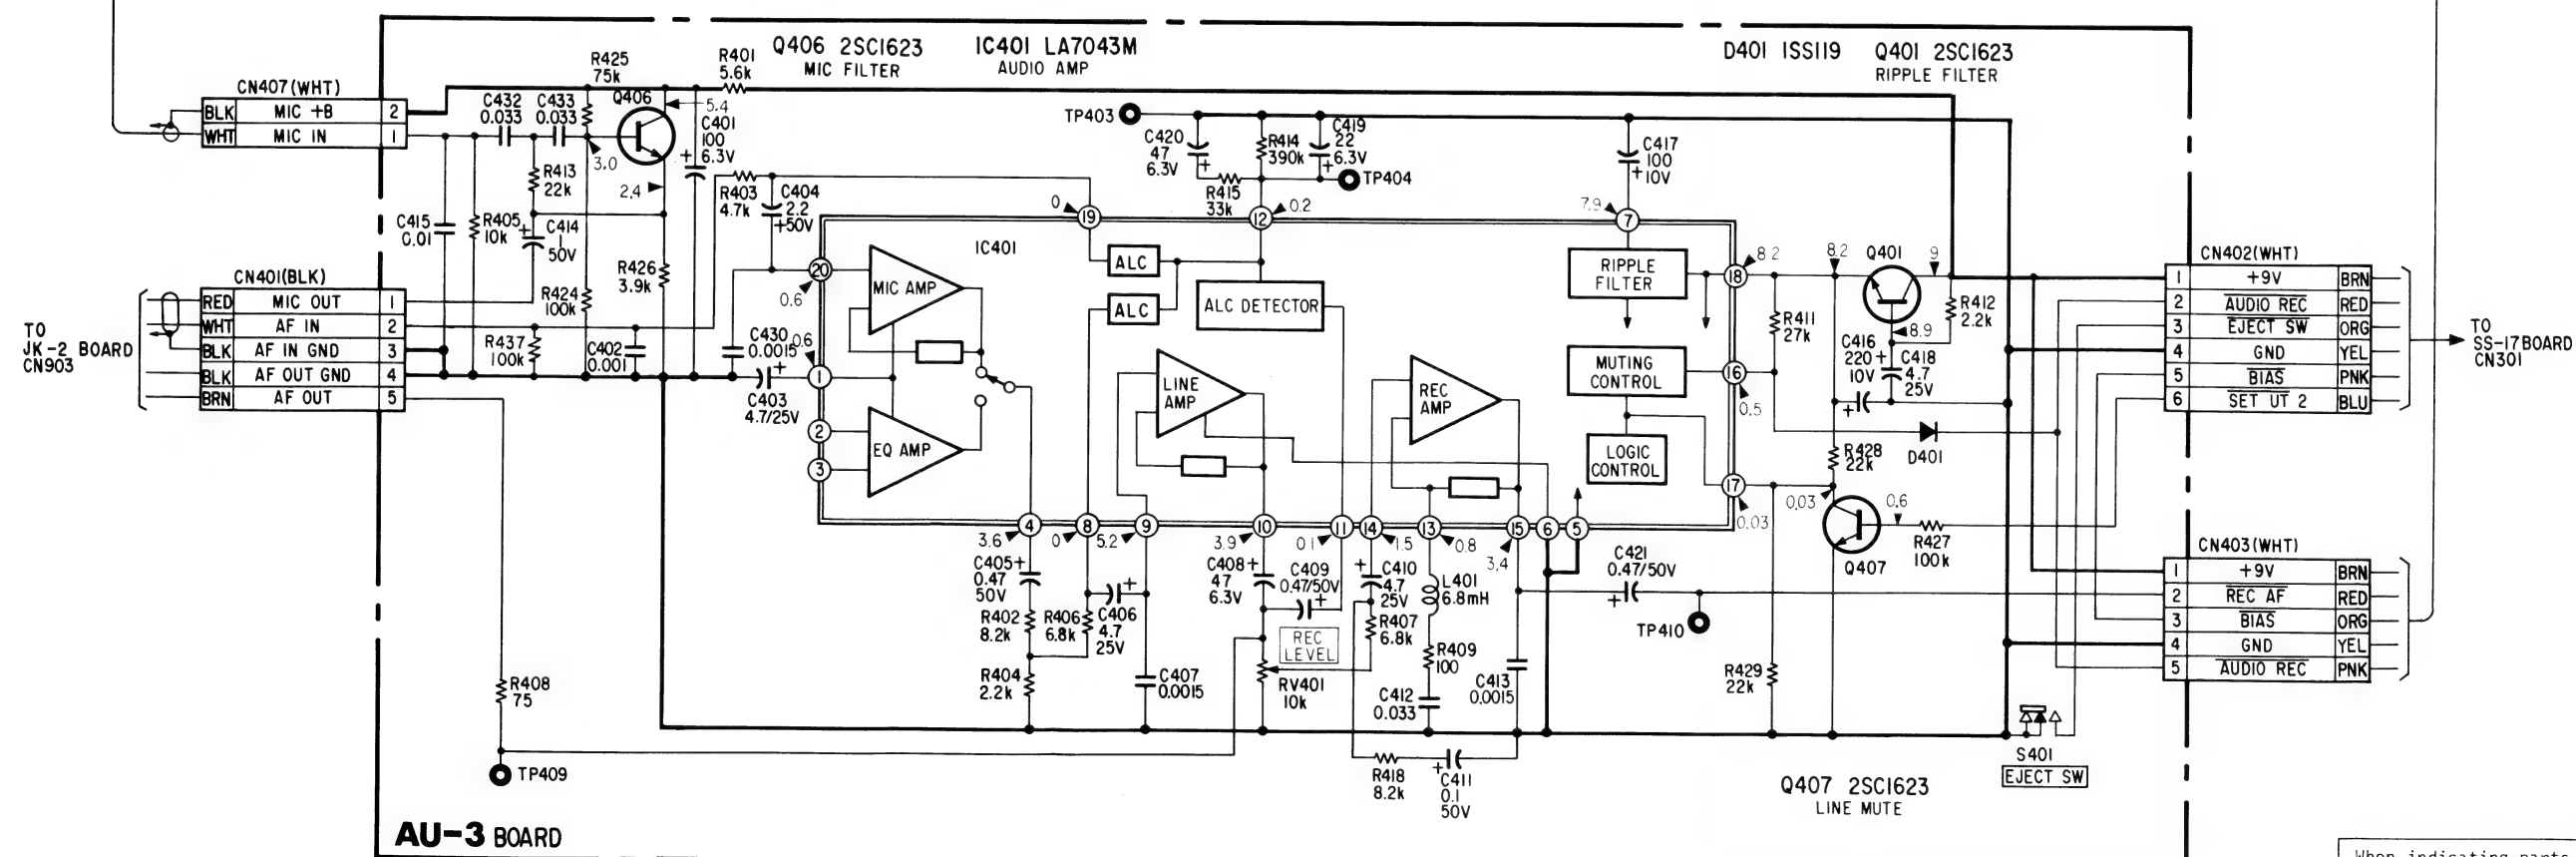 Q406 2SC1623
MIC FILTER
IC401 LA7043M
AUDIO AMP
D401 1SS119
Q401 2SC1623
RIPPLE FILTER
CN407(WHT)
BLK MIC +B 2
WHT MIC IN 1
R425
75k
R401
5.6k
C432
0.033
C433
0.033
Q406
5.4
C401
100
6.3V
+
3.0
2.4
R413
22k
C415
0.01
R405
10k
+
C414
1
50V
R426
3.9k
R424
100k
R403
4.7k
C404
2.2
+50V
TP403
C420
47
6.3V
+
R414
390k
C419
22
6.3V
+
R415
33k
TP404
C417
100
10V
+
0
19
12
0.2
7.9
7
IC401
ALC
ALC
ALC DETECTOR
RIPPLE
FILTER
MUTING
CONTROL
LOGIC
CONTROL
MIC AMP
EQ AMP
LINE
AMP
REC
AMP
20
0.6
0.6
1
2
3
18
8.2
16
0.5
17
0.03
CN401(BLK)
RED MIC OUT 1
WHT AF IN 2
BLK AF IN GND 3
BLK AF OUT GND 4
BRN AF OUT 5
TO
JK-2 BOARD
CN903
R437
100k
C402
0.001
C430
0.0015
+
C403
4.7/25V
8.2
Q401
9
R411
27k
R412
2.2k
8.9
C416
220
10V
+
C418
4.7
25V
+
R428
22k
D401
0.03
0.6
Q407
R427
100k
CN402(WHT)
1 +9V BRN
2 AUDIO REC RED
3 EJECT SW ORG
4 GND YEL
5 BIAS PNK
6 SET UT 2 BLU
TO
SS-17BOARD
CN301
CN403(WHT)
1 +9V BRN
2 REC AF RED
3 BIAS ORG
4 GND YEL
5 AUDIO REC PNK
4
8
9
10
11
14
13
15
6
5
3.6
0
5.2
3.9
0.1
1.5
0.8
3.4
C405+
0.47
50V
R402
8.2k
R406
6.8k
+
C406
4.7
25V
R404
2.2k
C407
0.0015
C408+
47
6.3V
C409
0.47/50V
+
REC
LEVEL
RV401
10k
+
C410
4.7
25V
R407
6.8k
L401
6.8mH
R409
100
C412
0.033
C413
0.0015
C421
0.47/50V
+
TP410
R429
22k
R408
75
TP409
R418
8.2k
+
C411
0.1
50V
S401
EJECT SW
Q407 2SC1623
LINE MUTE
AU-3 BOARD
When indicating parts